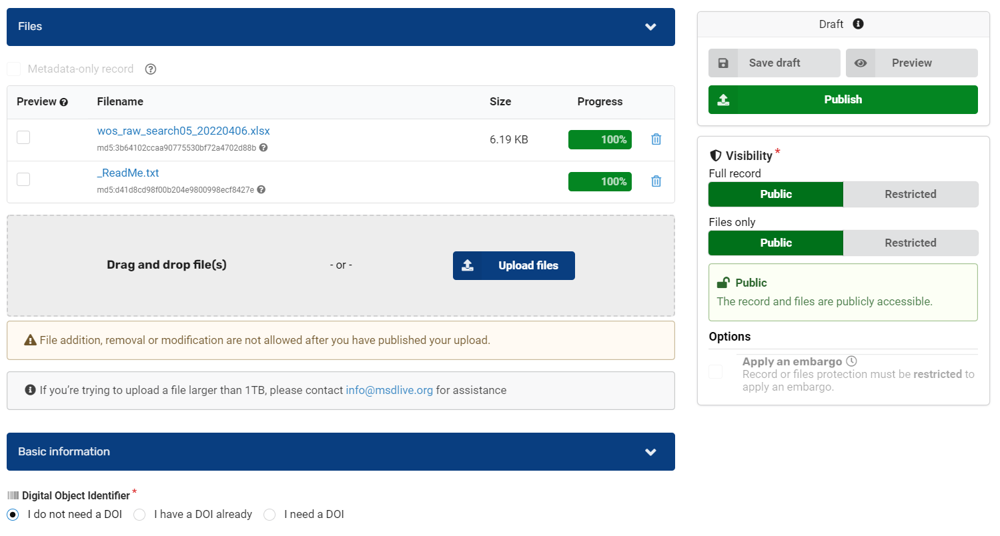 Files
Metadata-only record
Preview Filename Size Progress
wos_raw_search05_20220406.xlsx 6.19 KB 100%
md5:3b64102ccaa90775530bf72a4702d88b
_ReadMe.txt 100%
md5:d41d8cd98f00b204e9800998ecf8427e
Drag and drop file(s) - or - Upload files
File addition, removal or modification are not allowed after you have published your upload.
If you’re trying to upload a file larger than 1TB, please contact info@msdlive.org for assistance
Basic information
Digital Object Identifier *
I do not need a DOI I have a DOI already I need a DOI
Draft
Save draft Preview
Publish
Visibility *
Full record
Public Restricted
Files only
Public Restricted
Public
The record and files are publicly accessible.
Options
Apply an embargo
Record or files protection must be restricted to
apply an embargo.